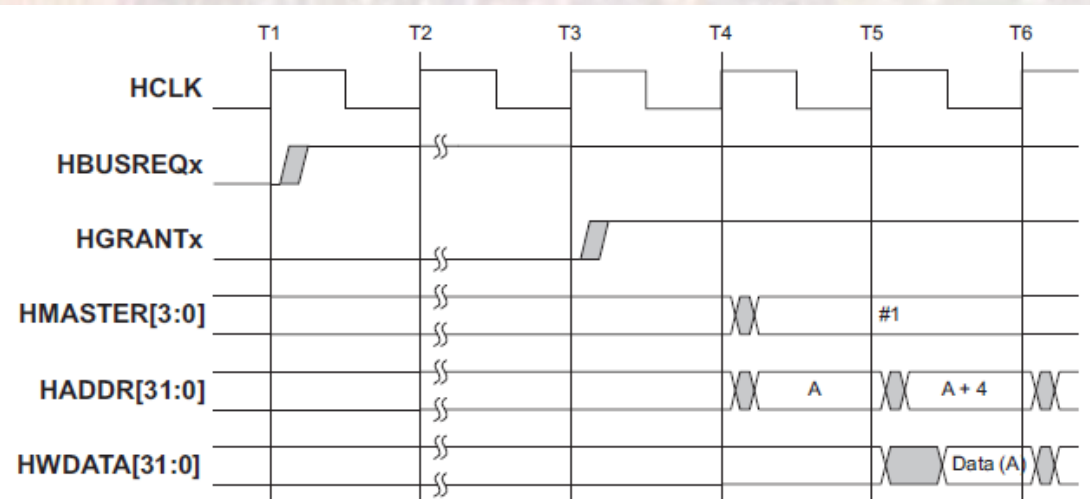 T1 T2 T3 T4 T5 T6
HCLK
HBUSREQx
HGRANTx
HMASTER[3:0] #1
HADDR[31:0] A A + 4
HWDATA[31:0] Data (A)